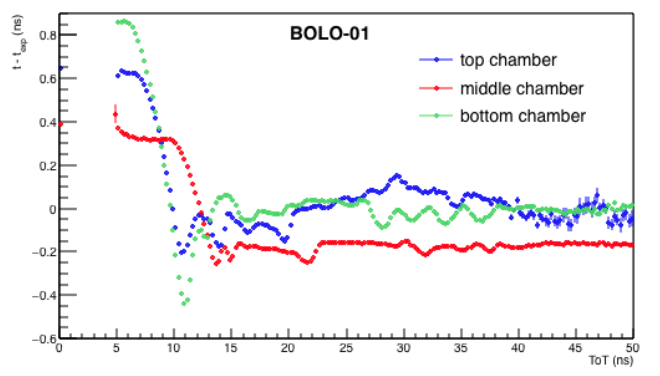 BOLO-01
t - t_exp (ns)
top chamber
middle chamber
bottom chamber
0.8
0.6
0.4
0.2
0
−0.2
−0.4
−0.6
0 5 10 15 20 25 30 35 40 45 50
ToT (ns)